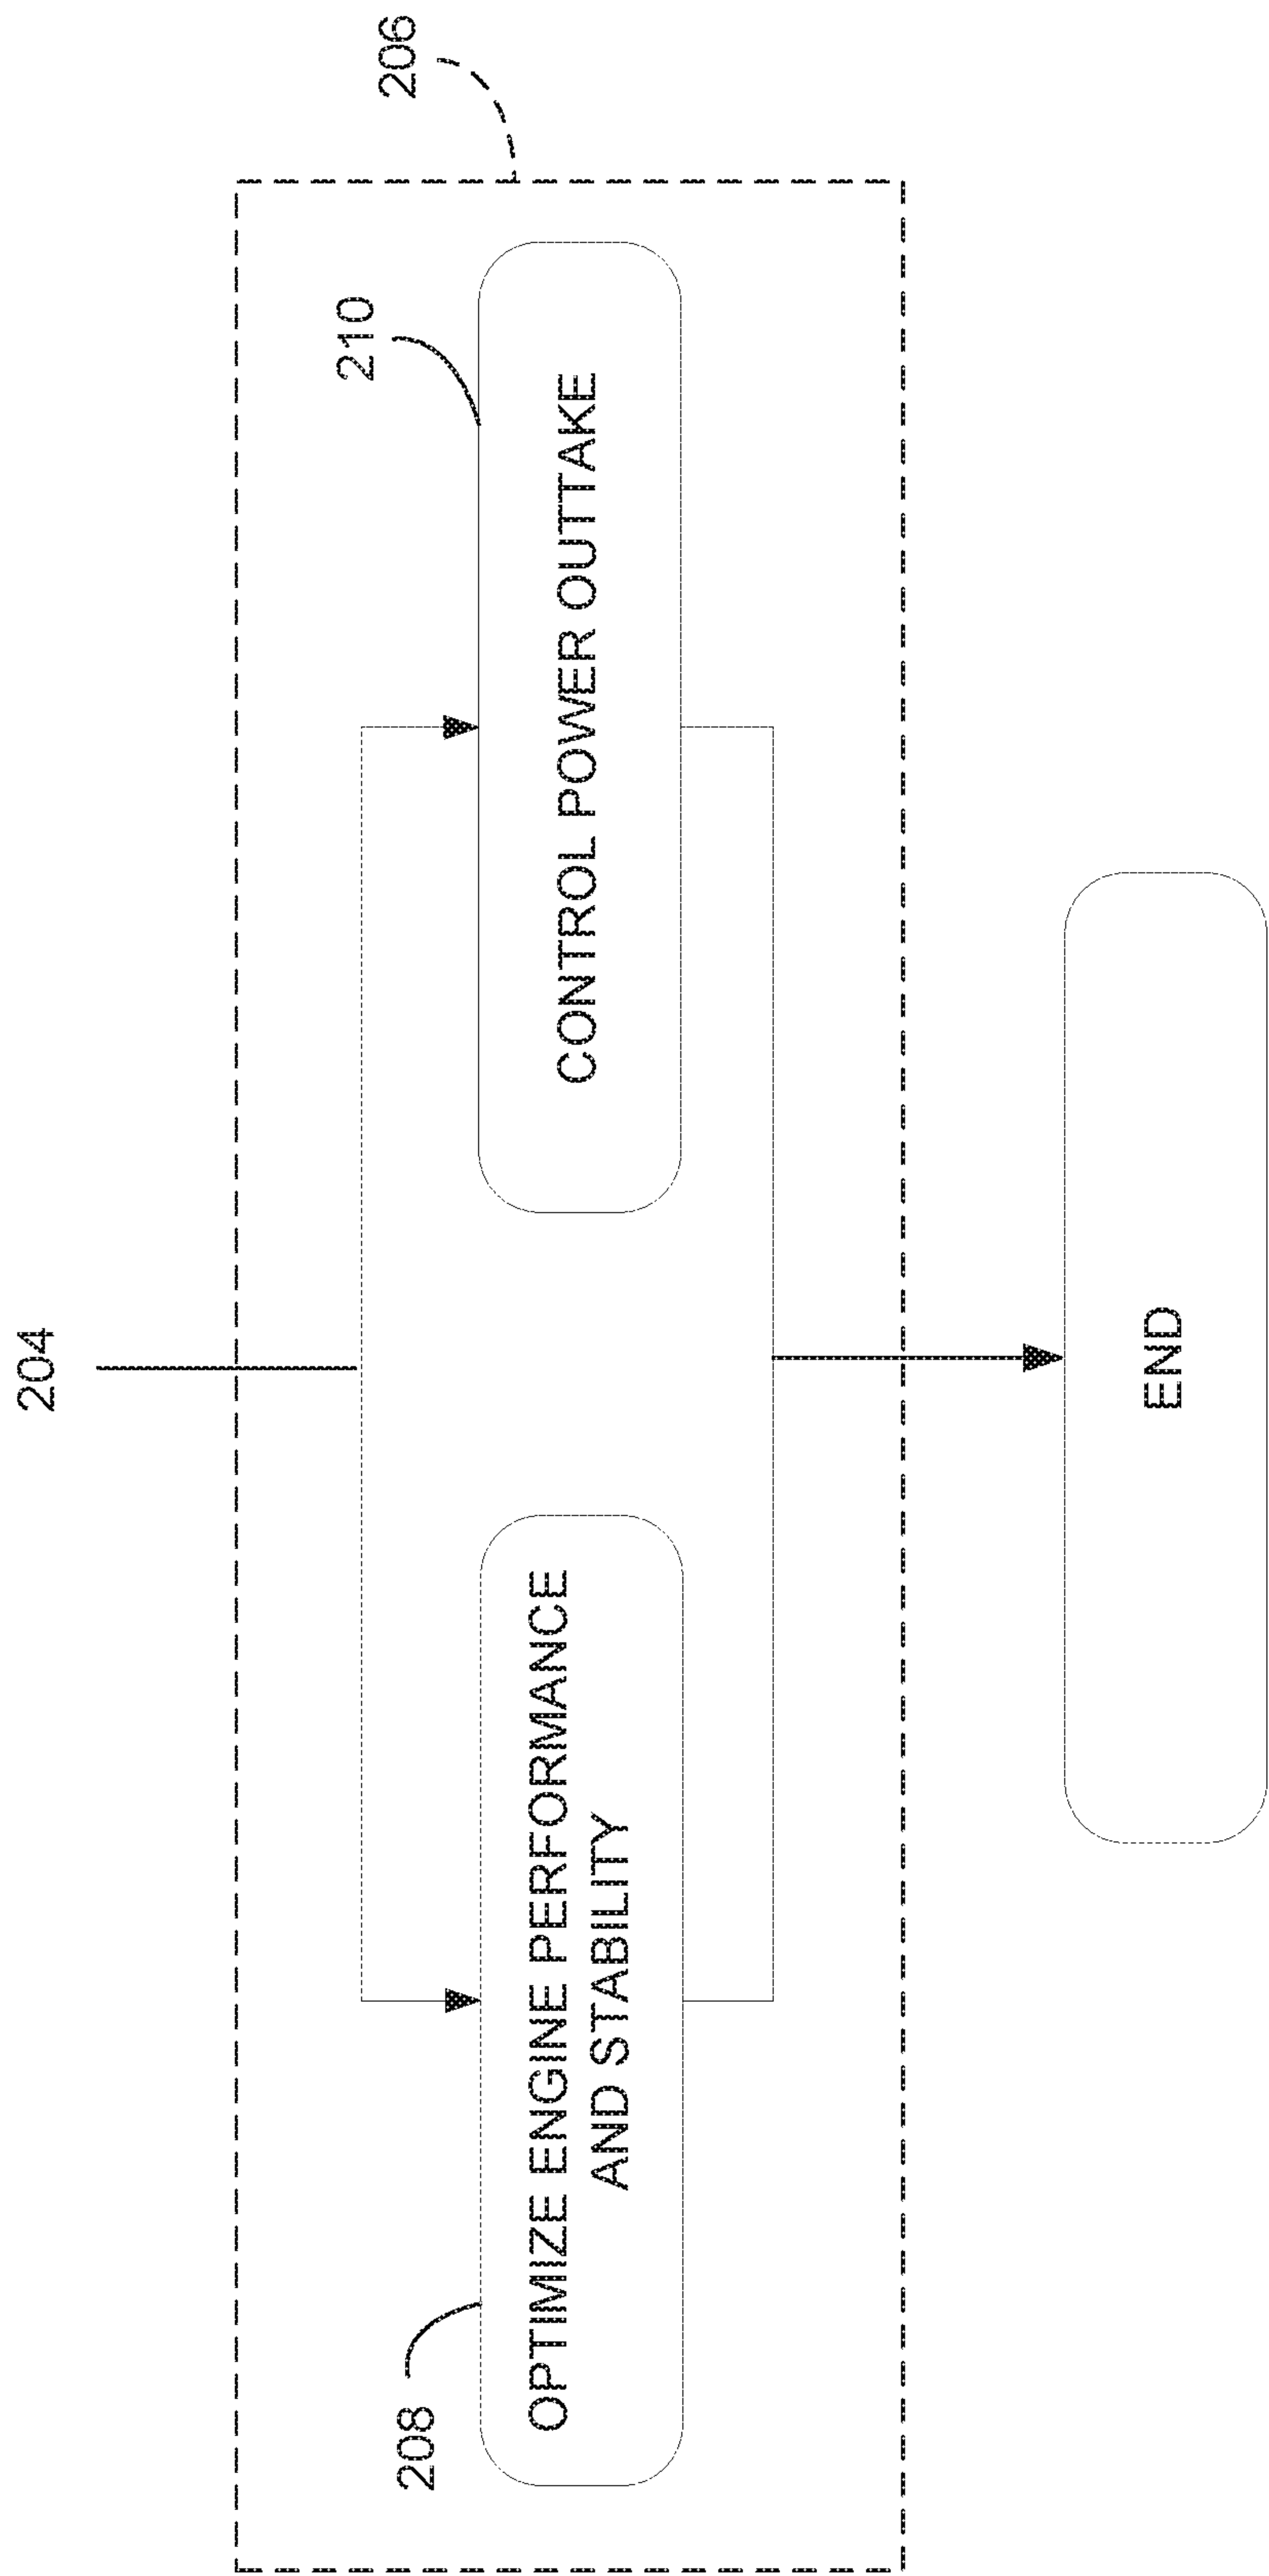 204
206
208
210
OPTIMIZE ENGINE PERFORMANCE
AND STABILITY
CONTROL POWER OUTTAKE
END